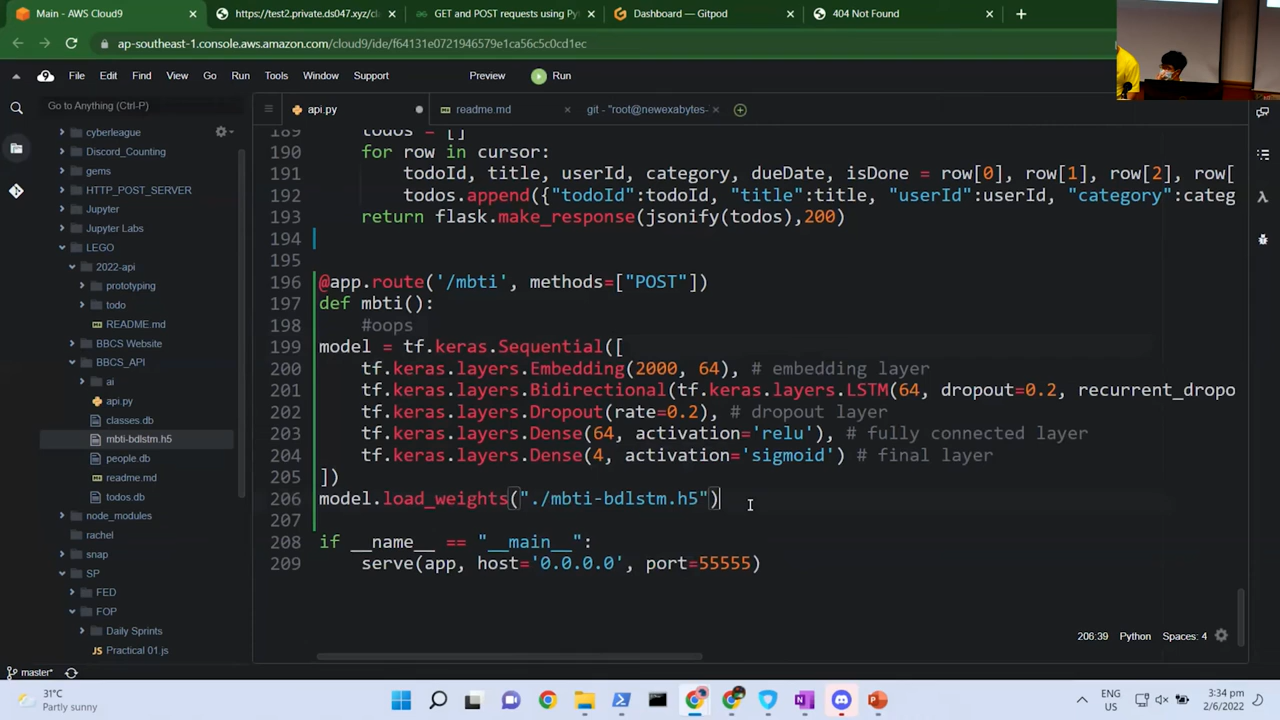 Main - AWS Cloud9
https://test2.private.ds047.xyz/cl
GET and POST requests using Pyt
Dashboard — Gitpod
404 Not Found
ap-southeast-1.console.aws.amazon.com/cloud9/ide/f64131e0721946579e1ca56c5c0cd1ec
File Edit Find View Go Run Tools Window Support Preview Run
Go to Anything (Ctrl-P)
api.py
readme.md
git - "root@newexabytes-
cyberleague
Discord_Counting
gems
HTTP_POST_SERVER
Jupyter
Jupyter Labs
LEGO
2022-api
prototyping
todo
README.md
BBCS Website
BBCS_API
ai
api.py
classes.db
mbti-bdlstm.h5
people.db
readme.md
todos.db
node_modules
rachel
snap
SP
FED
FOP
Daily Sprints
Practical 01.js
189 todos = []
190 for row in cursor:
191 todoId, title, userId, category, dueDate, isDone = row[0], row[1], row[2], row[
192 todos.append({"todoId":todoId, "title":title, "userId":userId, "category":categ
193 return flask.make_response(jsonify(todos),200)
194
195
196 @app.route('/mbti', methods=["POST"])
197 def mbti():
198 #oops
199 model = tf.keras.Sequential([
200 tf.keras.layers.Embedding(2000, 64), # embedding layer
201 tf.keras.layers.Bidirectional(tf.keras.layers.LSTM(64, dropout=0.2, recurrent_dropo
202 tf.keras.layers.Dropout(rate=0.2), # dropout layer
203 tf.keras.layers.Dense(64, activation='relu'), # fully connected layer
204 tf.keras.layers.Dense(4, activation='sigmoid') # final layer
205 ])
206 model.load_weights("./mbti-bdlstm.h5")
207
208 if __name__ == "__main__":
209 serve(app, host='0.0.0.0', port=55555)
206:39 Python Spaces: 4
master*
31°C
Partly sunny
ENG
US
3:34 pm
2/6/2022